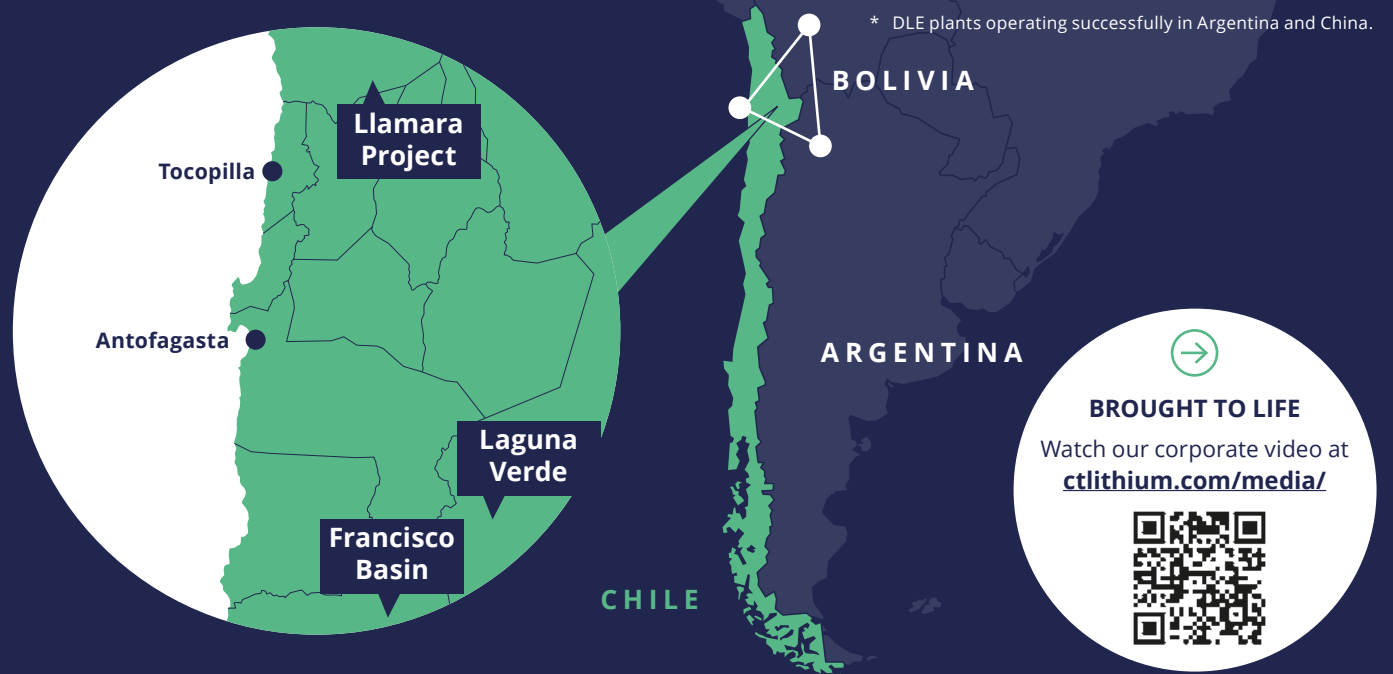 * DLE plants operating successfully in Argentina and China.
BOLIVIA
Llamara
Project
Tocopilla
Antofagasta
ARGENTINA
Laguna
Verde
Francisco
Basin
CHILE
BROUGHT TO LIFE
Watch our corporate video at
ctlithium.com/media/